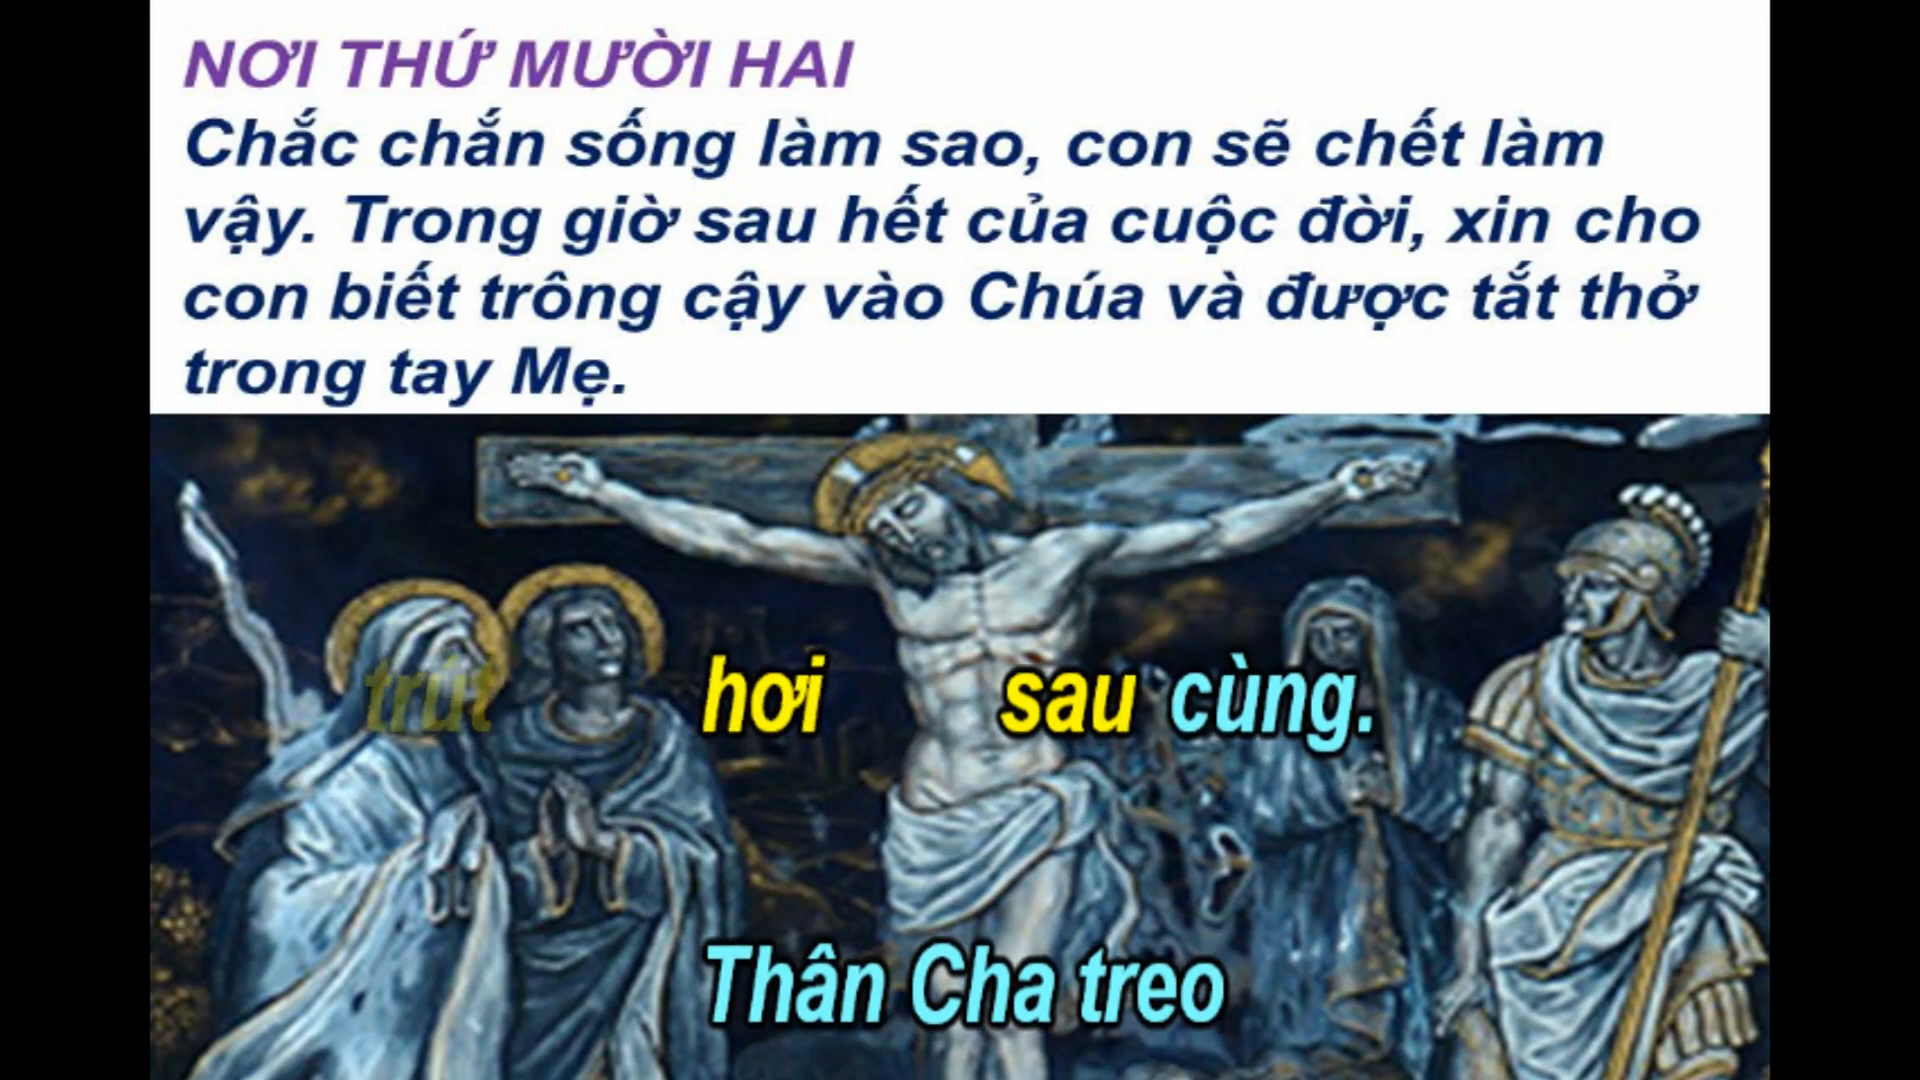 NƠI THỨ MƯỜI HAI
Chắc chắn sống làm sao, con sẽ chết làm
vậy. Trong giờ sau hết của cuộc đời, xin cho
con biết trông cậy vào Chúa và được tắt thở
trong tay Mẹ.
trút hơi sau cùng.
Thân Cha treo